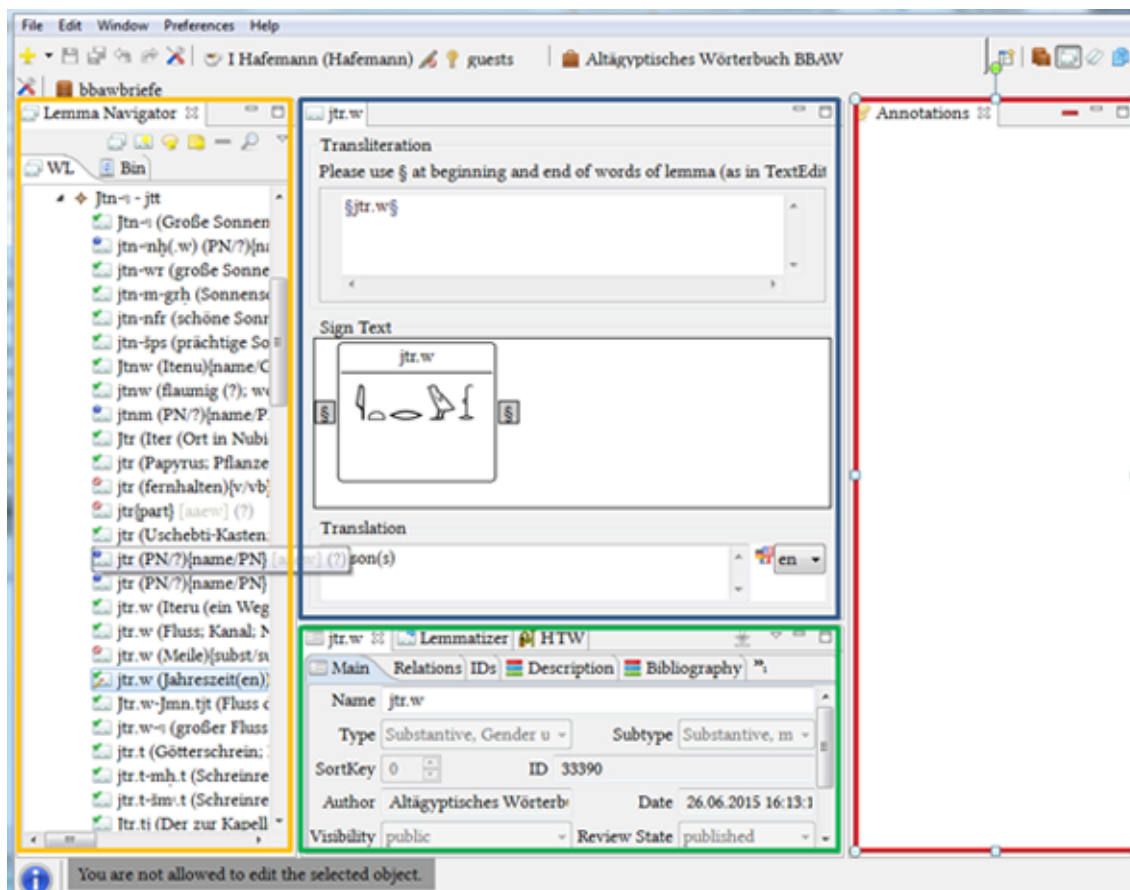 File Edit Window Preferences Help
I Hafemann (Hafemann) guests Altägyptisches Wörterbuch BBAW
bbawbriefe
Lemma Navigator
WL Bin
Jtn-ꜥ - jtt
Jtn-ꜥ (Große Sonnen
(.w) (PN/?){na
jtn-wr (große Sonne
jtn-m-grḥ (Sonnens
jtn-nfr (schöne Sonn
jtn-šps (prächtige So
Jtnw (Itenu){name/
jtnw (flaumig (?); we
jtnm (PN/?){name/P
Jtr (Iter (Ort in Nubi
jtr (Papyrus; Pflanze
jtr (fernhalten){v/vb}
jtr{part} [aaew] (?)
jtr (Uschebti-Kasten;
jtr (PN/?){name/PN} [aaew] (?)
jtr (PN/?){name/PN}
jtr.w (Iteru (ein Weg
jtr.w (Fluss; Kanal; N
jtr.w (Meile){subst/su
jtr.w (Jahreszeit(en))
Jtr.w-Jmn.tjt (Fluss
jtr.w-ꜥ (großer Fluss
jtr.t (Götterschrein;
jtr.t-mḥ.t (Schreinre
jtr.t-šmꜥ.t (Schreinre
Jtr.tj (Der zur Kapell
jtr.w
Transliteration
Please use § at beginning and end of words of lemma (as in TextEdit
§jtr.w§
Sign Text
jtr.w
§ §
Translation
son(s)
en
jtr.w Lemmatizer HTW
Main Relations IDs Description Bibliography »1
Name jtr.w
Type Substantive, Gender u Subtype Substantive, m
SortKey 0 ID 33390
Author Altägyptisches Wörterb Date 26.06.2015 16:13:1
Visibility public Review State published
Annotations
You are not allowed to edit the selected object.